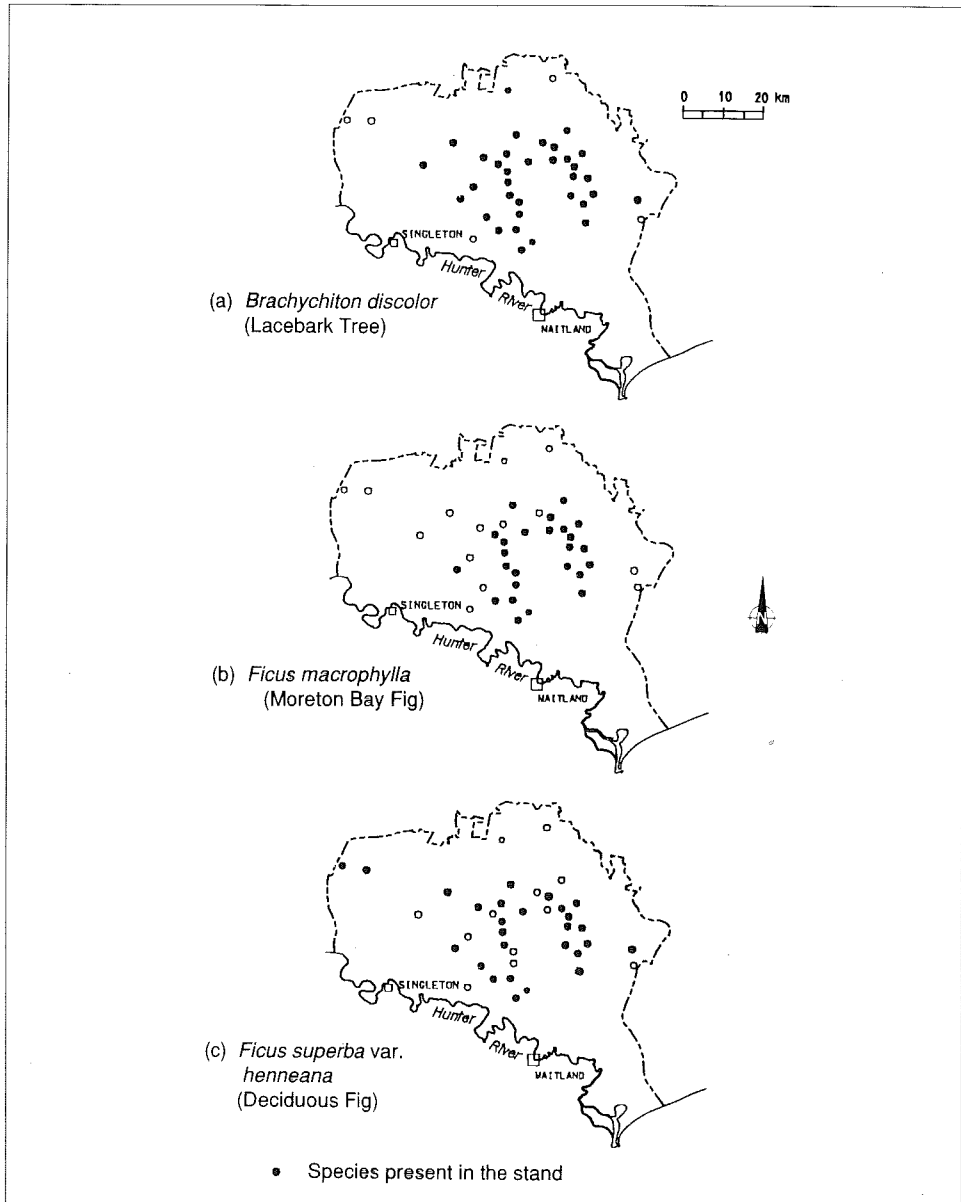 0 10 20 km
SINGLETON
Hunter
River
MAITLAND
(a) Brachychiton discolor
(Lacebark Tree)
SINGLETON
Hunter
River
MAITLAND
N
(b) Ficus macrophylla
(Moreton Bay Fig)
SINGLETON
Hunter
River
MAITLAND
(c) Ficus superba var.
henneana
(Deciduous Fig)
● Species present in the stand